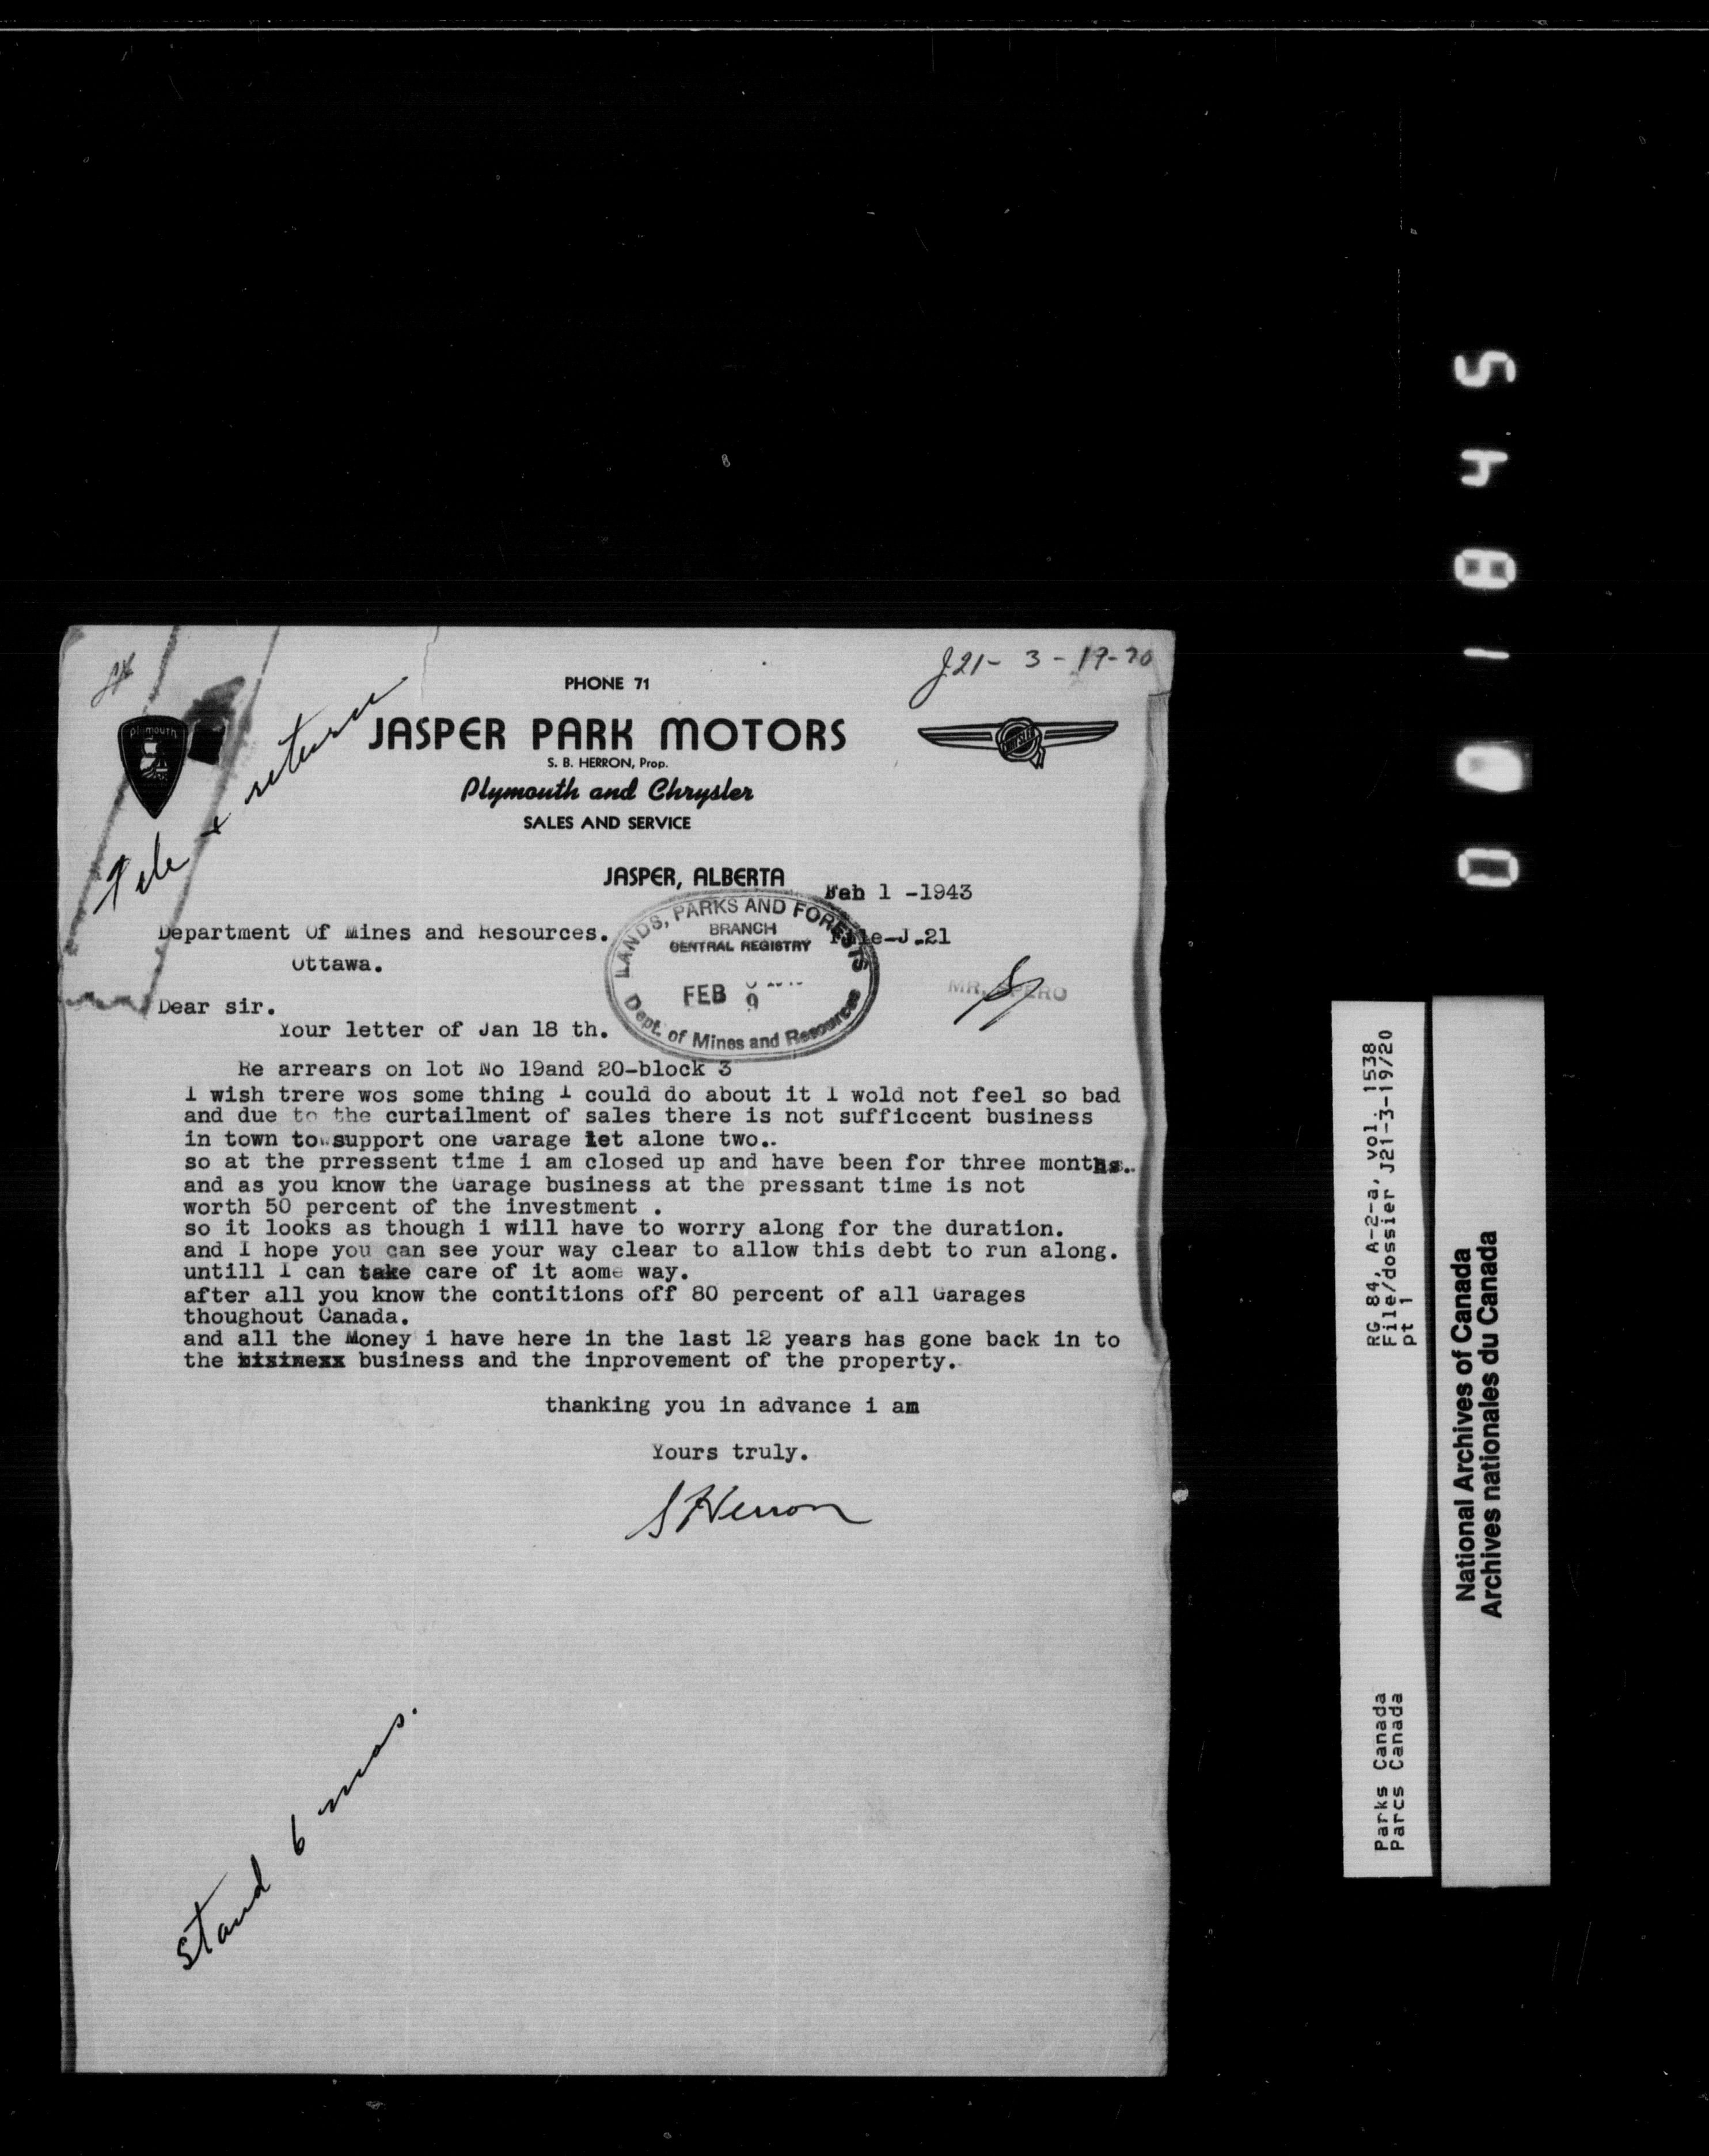 J21- 3 - 19-20
PHONE 71
plymouth
JASPER PARK MOTORS
CHRYSLER
S. B. HERRON, Prop.
Plymouth and Chrysler
SALES AND SERVICE
File & return
JASPER, ALBERTA
Feb 1 -1943
Department Of Mines and Resources.
File-J.21
Ottawa.
LANDS, PARKS AND FORESTS
BRANCH
CENTRAL REGISTRY
FEB 9
Dept. of Mines and Resources
MR. SPERO
Dear sir.
Your letter of Jan 18 th.
Re arrears on lot No 19and 20-block 3
I wish trere wos some thing I could do about it I wold not feel so bad
and due to the curtailment of sales there is not sufficcent business
in town to support one Garage let alone two..
so at the prressent time i am closed up and have been for three months..
and as you know the Garage business at the pressant time is not
worth 50 percent of the investment .
so it looks as though i will have to worry along for the duration.
and I hope you can see your way clear to allow this debt to run along.
untill I can take care of it aome way.
after all you know the contitions off 80 percent of all Garages
thoughout Canada.
and all the Money i have here in the last 12 years has gone back in to
the bisiness business and the inprovement of the property.
thanking you in advance i am
Yours truly.
S Herron
stand 6 mos.
5 4 8 1 0 0
RG 84, A-2-a, vol. 1538
File/dossier J21-3-19/20
pt 1
Parks Canada
Parcs Canada
National Archives of Canada
Archives nationales du Canada